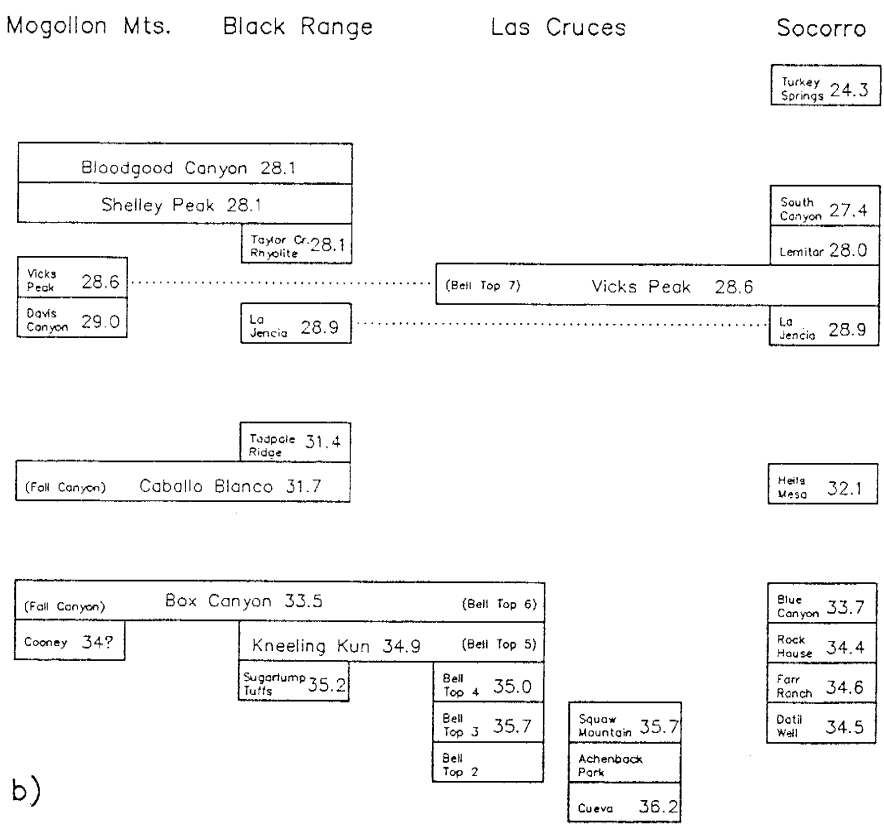 Mogollon Mts. Black Range Las Cruces Socorro
Turkey
Springs 24.3
Bloodgood Canyon 28.1
Shelley Peak 28.1
South
Canyon 27.4
Taylor Cr.
Rhyolite 28.1
Lemitar 28.0
Vicks
Peak 28.6
(Bell Top 7) Vicks Peak 28.6
Davis
Canyon 29.0
La
Jencia 28.9
La
Jencia 28.9
Tadpole
Ridge 31.4
(Fall Canyon) Caballo Blanco 31.7
Hells
Mesa 32.1
(Fall Canyon) Box Canyon 33.5 (Bell Top 6)
Blue
Canyon 33.7
Cooney 34?
Kneeling Kun 34.9 (Bell Top 5)
Rock
House 34.4
Sugarlump
Tuffs 35.2
Bell
Top 4 35.0
Farr
Ranch 34.6
Bell
Top 3 35.7
Squaw
Mountain 35.7
Datil
Well 34.5
Bell
Top 2
Achenback
Park
Cueva 36.2
b)